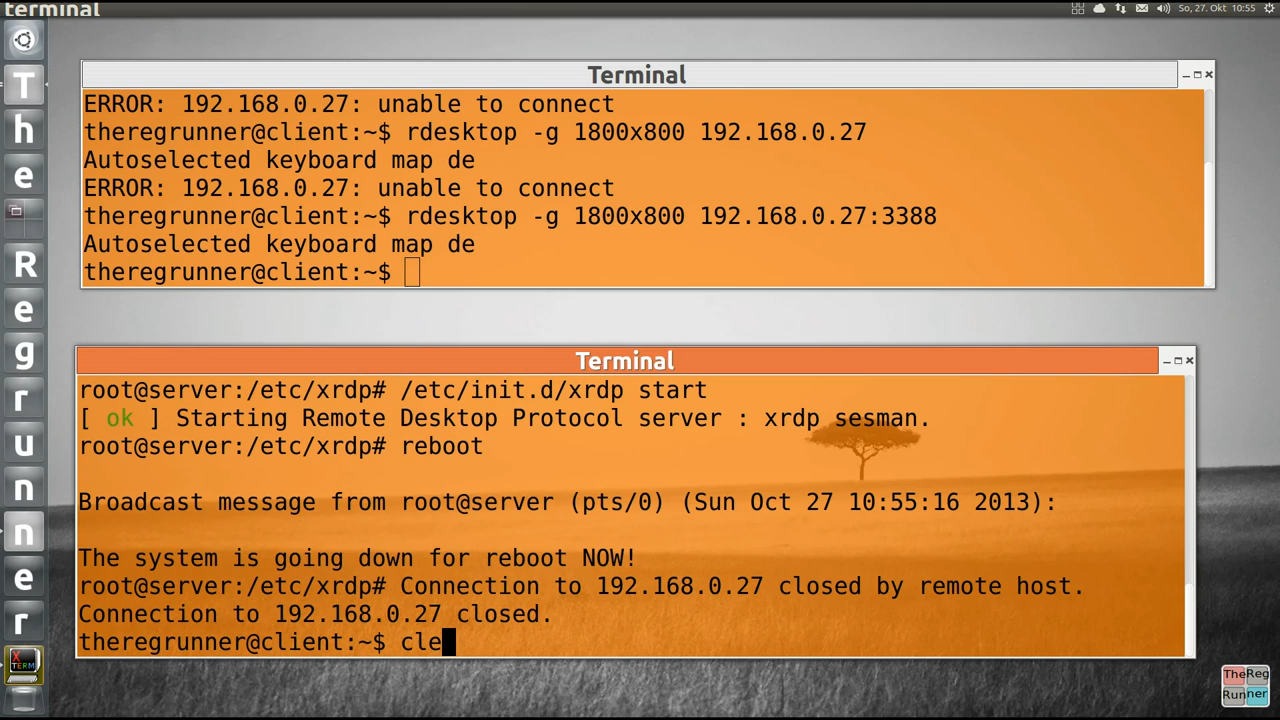 terminal
So, 27. Okt 10:55
T
h
e
R
e
g
r
u
n
n
e
r
X
TERM
Terminal
ERROR: 192.168.0.27: unable to connect
theregrunner@client:~$ rdesktop -g 1800x800 192.168.0.27
Autoselected keyboard map de
ERROR: 192.168.0.27: unable to connect
theregrunner@client:~$ rdesktop -g 1800x800 192.168.0.27:3388
Autoselected keyboard map de
theregrunner@client:~$
Terminal
root@server:/etc/xrdp# /etc/init.d/xrdp start
[ ok ] Starting Remote Desktop Protocol server : xrdp sesman.
root@server:/etc/xrdp# reboot
Broadcast message from root@server (pts/0) (Sun Oct 27 10:55:16 2013):
The system is going down for reboot NOW!
root@server:/etc/xrdp# Connection to 192.168.0.27 closed by remote host.
Connection to 192.168.0.27 closed.
theregrunner@client:~$ cle
TheReg
Runner